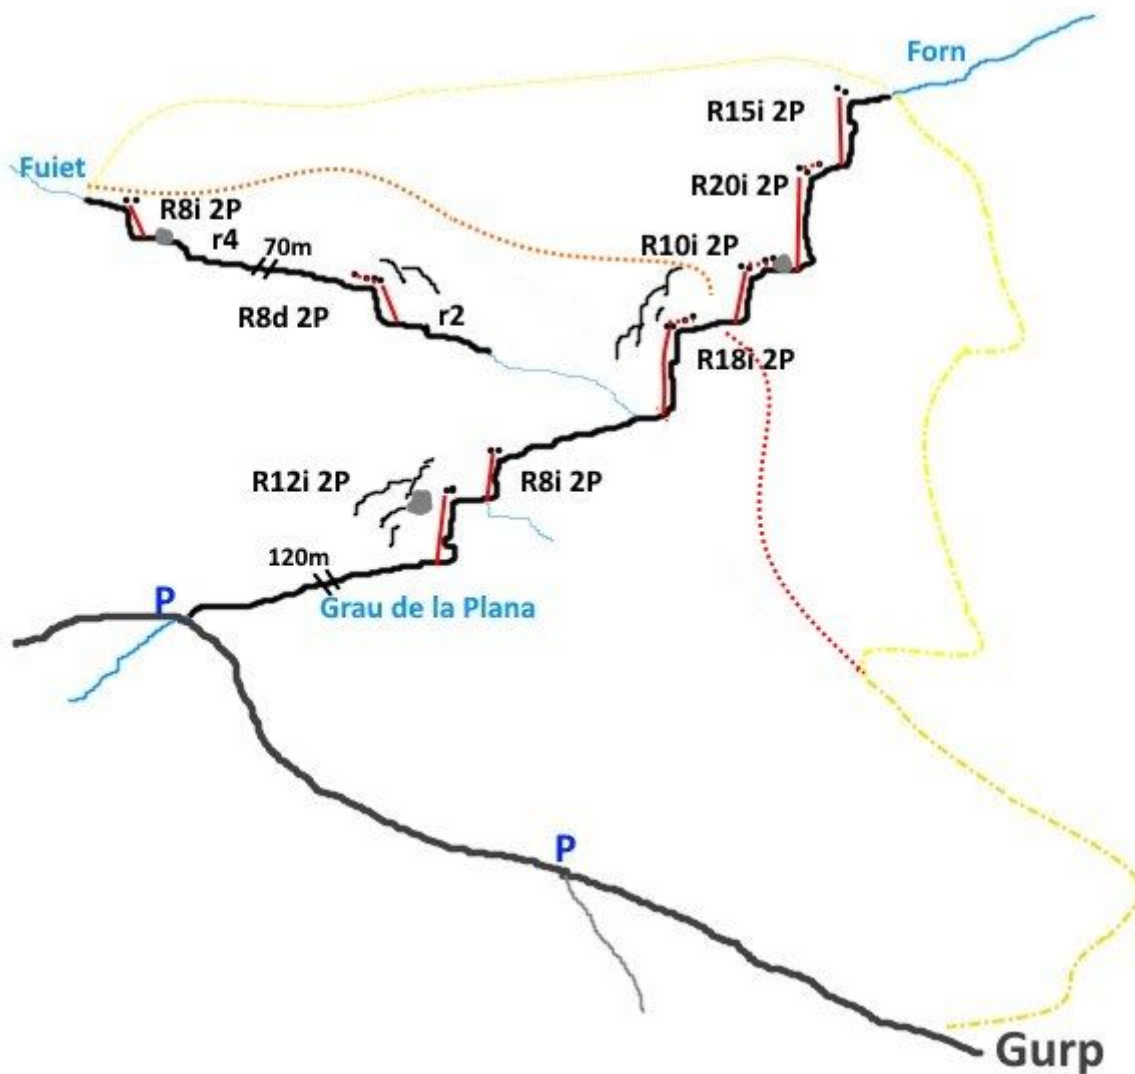 Forn
R15i 2P
Fuiet
R20i 2P
R8i 2P
r4
70m
R10i 2P
R8d 2P
r2
R18i 2P
R12i 2P
R8i 2P
120m
P
Grau de la Plana
P
Gurp